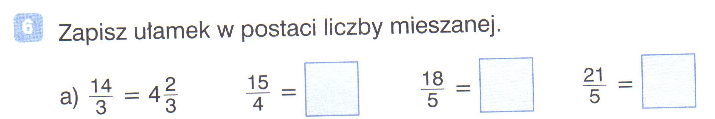 6 Zapisz ułamek w postaci liczby mieszanej.
a) 14/3 = 4 2/3 15/4 = 18/5 = 21/5 =